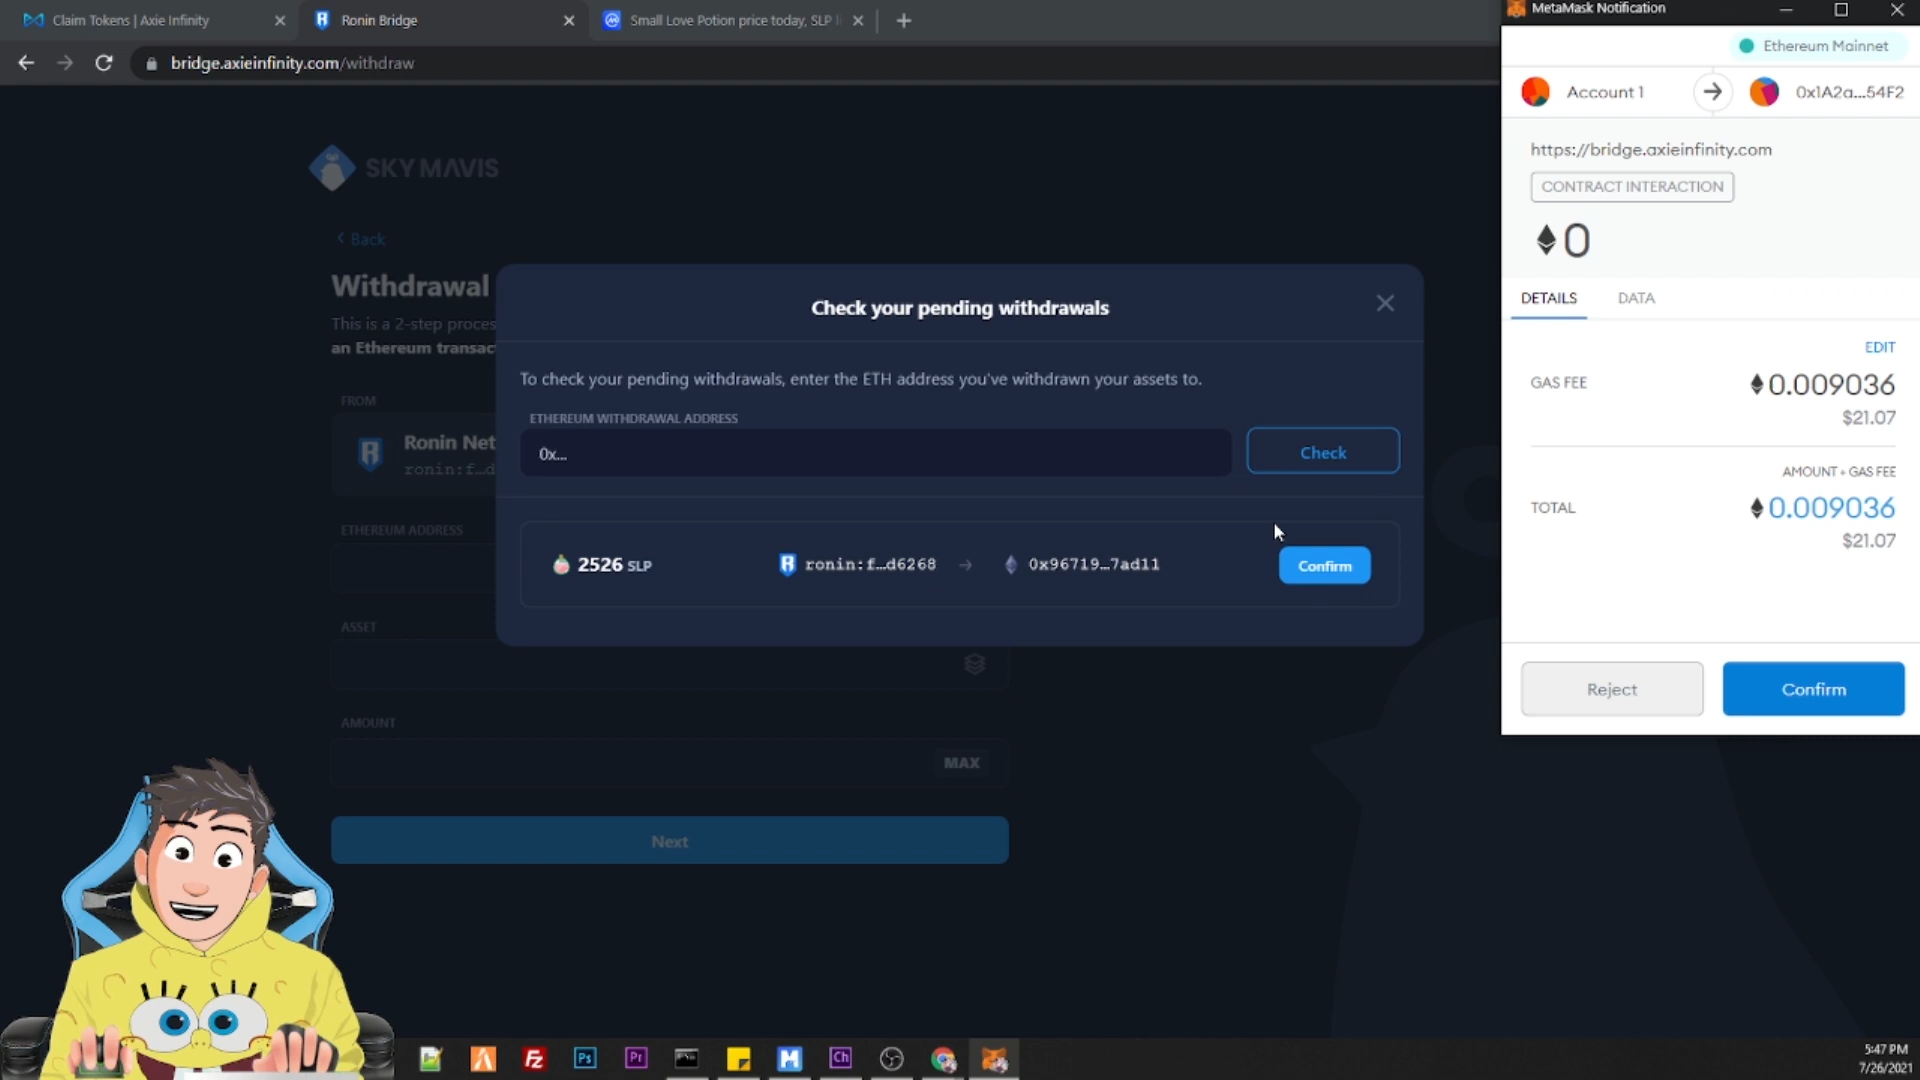 Claim Tokens | Axie Infinity
Ronin Bridge
Small Love Potion price today, SLP
bridge.axieinfinity.com/withdraw
SKY MAVIS
Back
Withdrawal
This is a 2-step proces
an Ethereum transac
FROM
Ronin Net
ronin:f…d
ETHEREUM ADDRESS
ASSET
AMOUNT
MAX
Next
Check your pending withdrawals
To check your pending withdrawals, enter the ETH address you've withdrawn your assets to.
ETHEREUM WITHDRAWAL ADDRESS
0x...
Check
2526 SLP
ronin:f…d6268
0x96719…7ad11
Confirm
MetaMask Notification
Ethereum Mainnet
Account 1
0x1A2a...54F2
https://bridge.axieinfinity.com
CONTRACT INTERACTION
0
DETAILS
DATA
EDIT
GAS FEE
0.009036
$21.07
AMOUNT + GAS FEE
TOTAL
0.009036
$21.07
Reject
Confirm
Fz
Ps
Pr
M
Ch
5:47 PM
7/26/2021